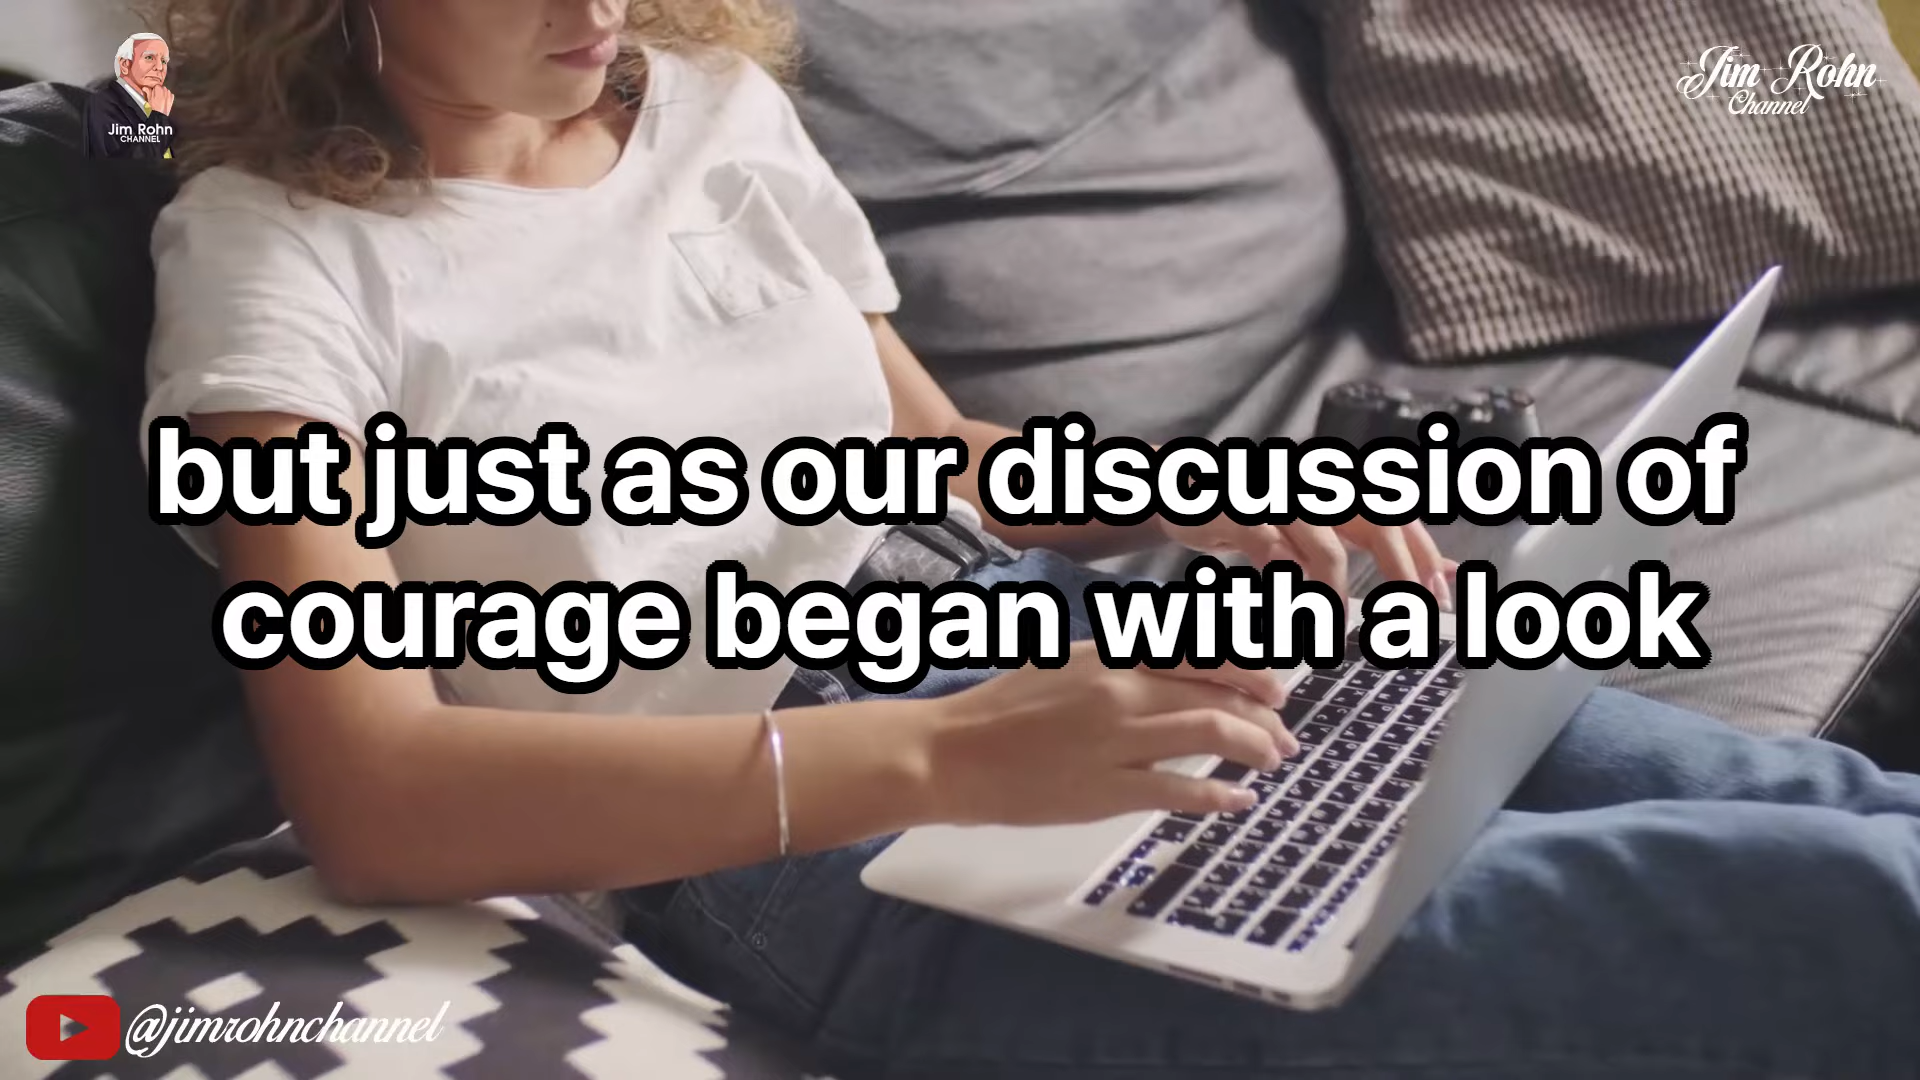 Jim Rohn
CHANNEL
Jim Rohn
Channel
but just as our discussion of
courage began with a look
@jimrohnchannel